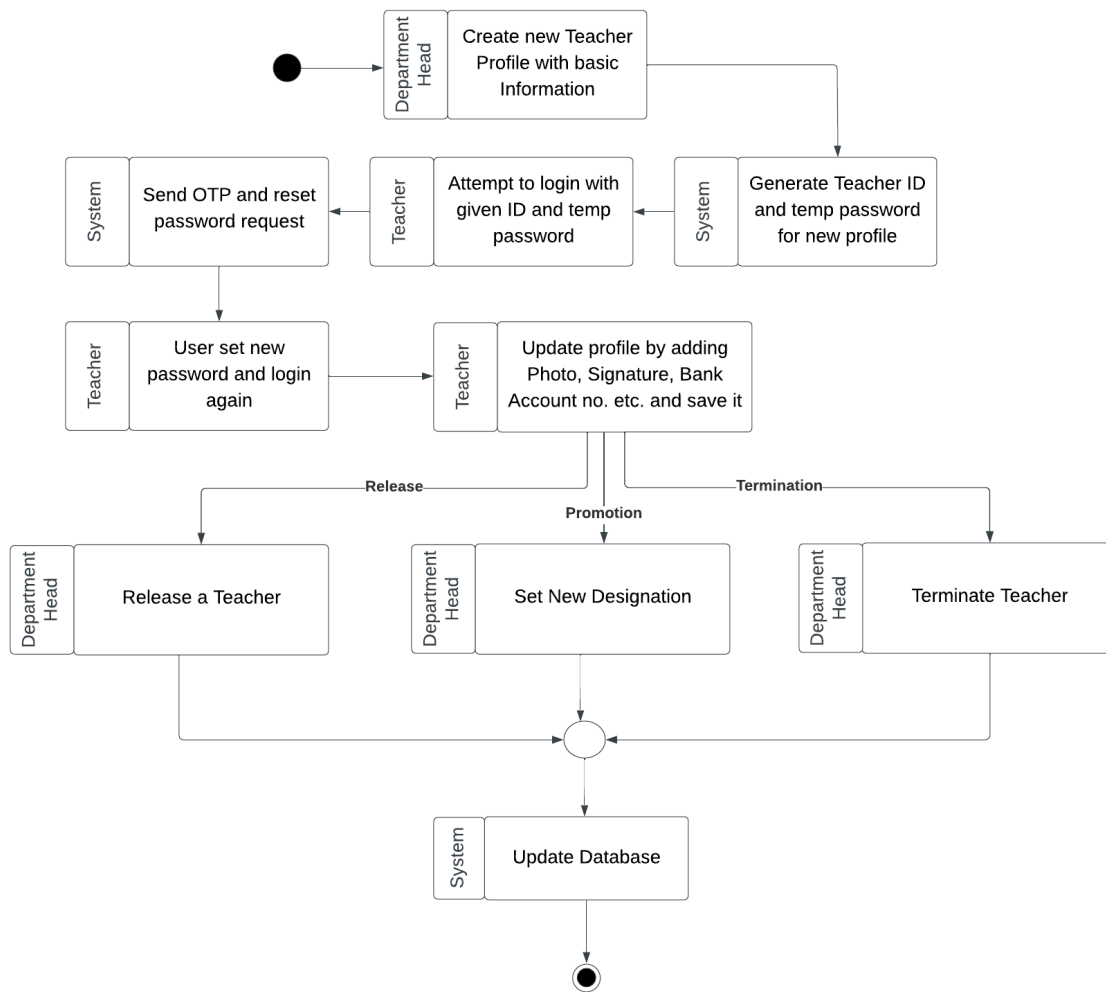 Department
Head
Create new Teacher
Profile with basic
Information
System
Send OTP and reset
password request
Teacher
Attempt to login with
given ID and temp
password
System
Generate Teacher ID
and temp password
for new profile
Teacher
User set new
password and login
again
Teacher
Update profile by adding
Photo, Signature, Bank
Account no. etc. and save it
Release
Promotion
Termination
Department
Head
Release a Teacher
Department
Head
Set New Designation
Department
Head
Terminate Teacher
System
Update Database